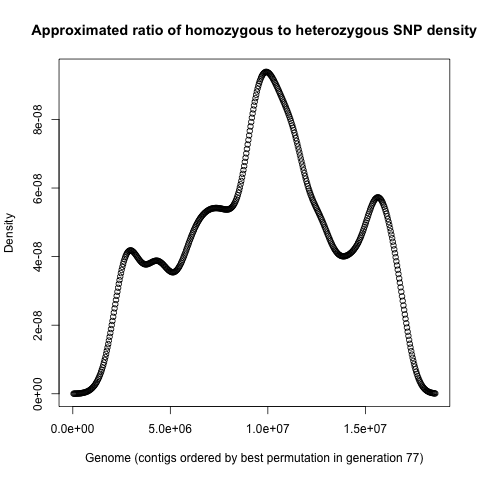 Approximated ratio of homozygous to heterozygous SNP density
Density
8e-08
6e-08
4e-08
2e-08
0e+00
0.0e+00 5.0e+06 1.0e+07 1.5e+07
Genome (contigs ordered by best permutation in generation 77)